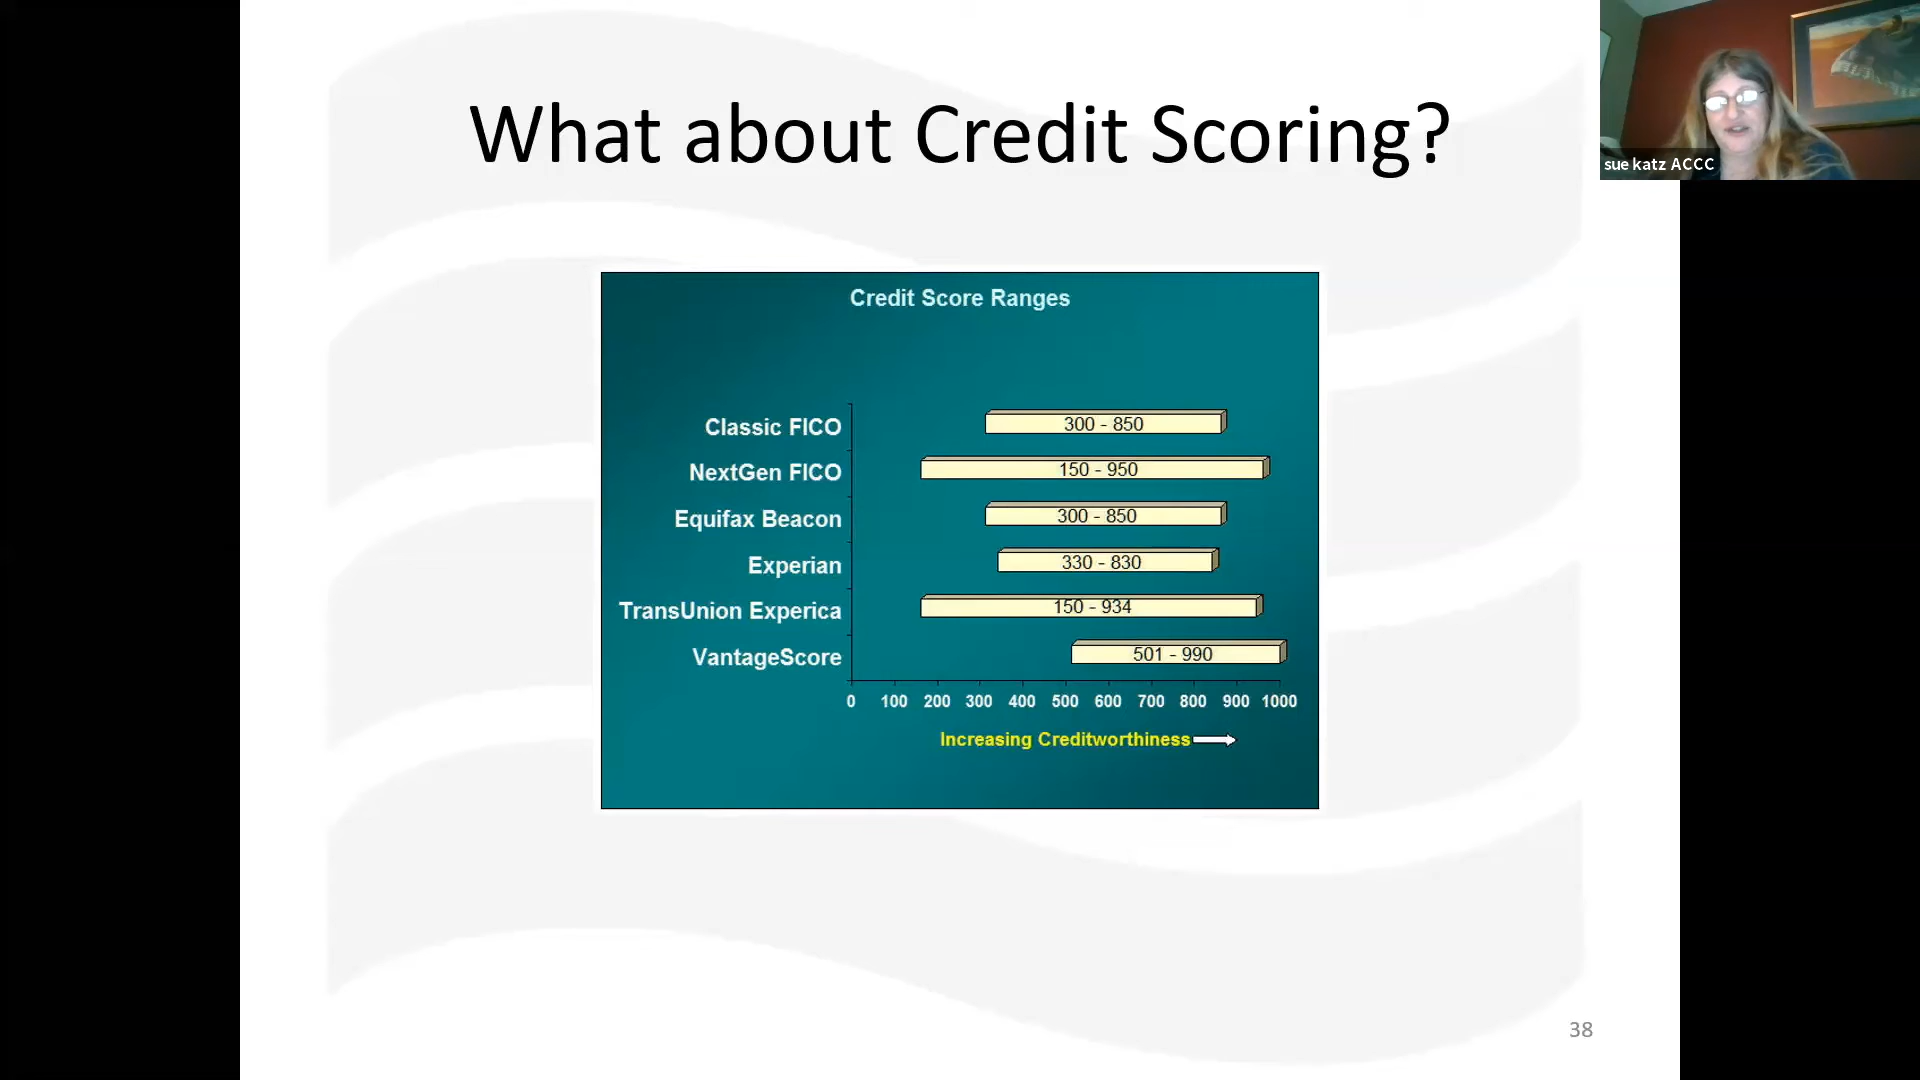 What about Credit Scoring?
sue katz ACCC
Credit Score Ranges
Classic FICO 300 - 850
NextGen FICO 150 - 950
Equifax Beacon 300 - 850
Experian 330 - 830
TransUnion Experica 150 - 934
VantageScore 501 - 990
0 100 200 300 400 500 600 700 800 900 1000
Increasing Creditworthiness
38